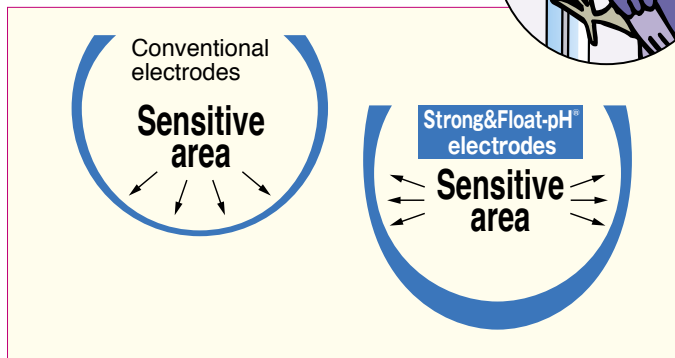 Conventional
electrodes
Sensitive
area
Strong&Float-pH®
electrodes
Sensitive
area